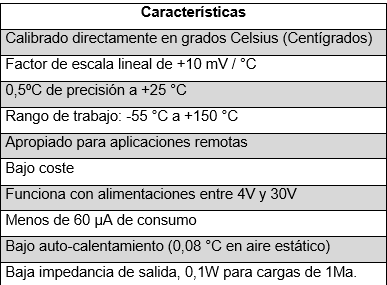 Características
Calibrado directamente en grados Celsius (Centígrados)
Factor de escala lineal de +10 mV / °C
0,5ºC de precisión a +25 °C
Rango de trabajo: -55 °C a +150 °C
Apropiado para aplicaciones remotas
Bajo coste
Funciona con alimentaciones entre 4V y 30V
Menos de 60 µA de consumo
Bajo auto-calentamiento (0,08 °C en aire estático)
Baja impedancia de salida, 0,1W para cargas de 1Ma.